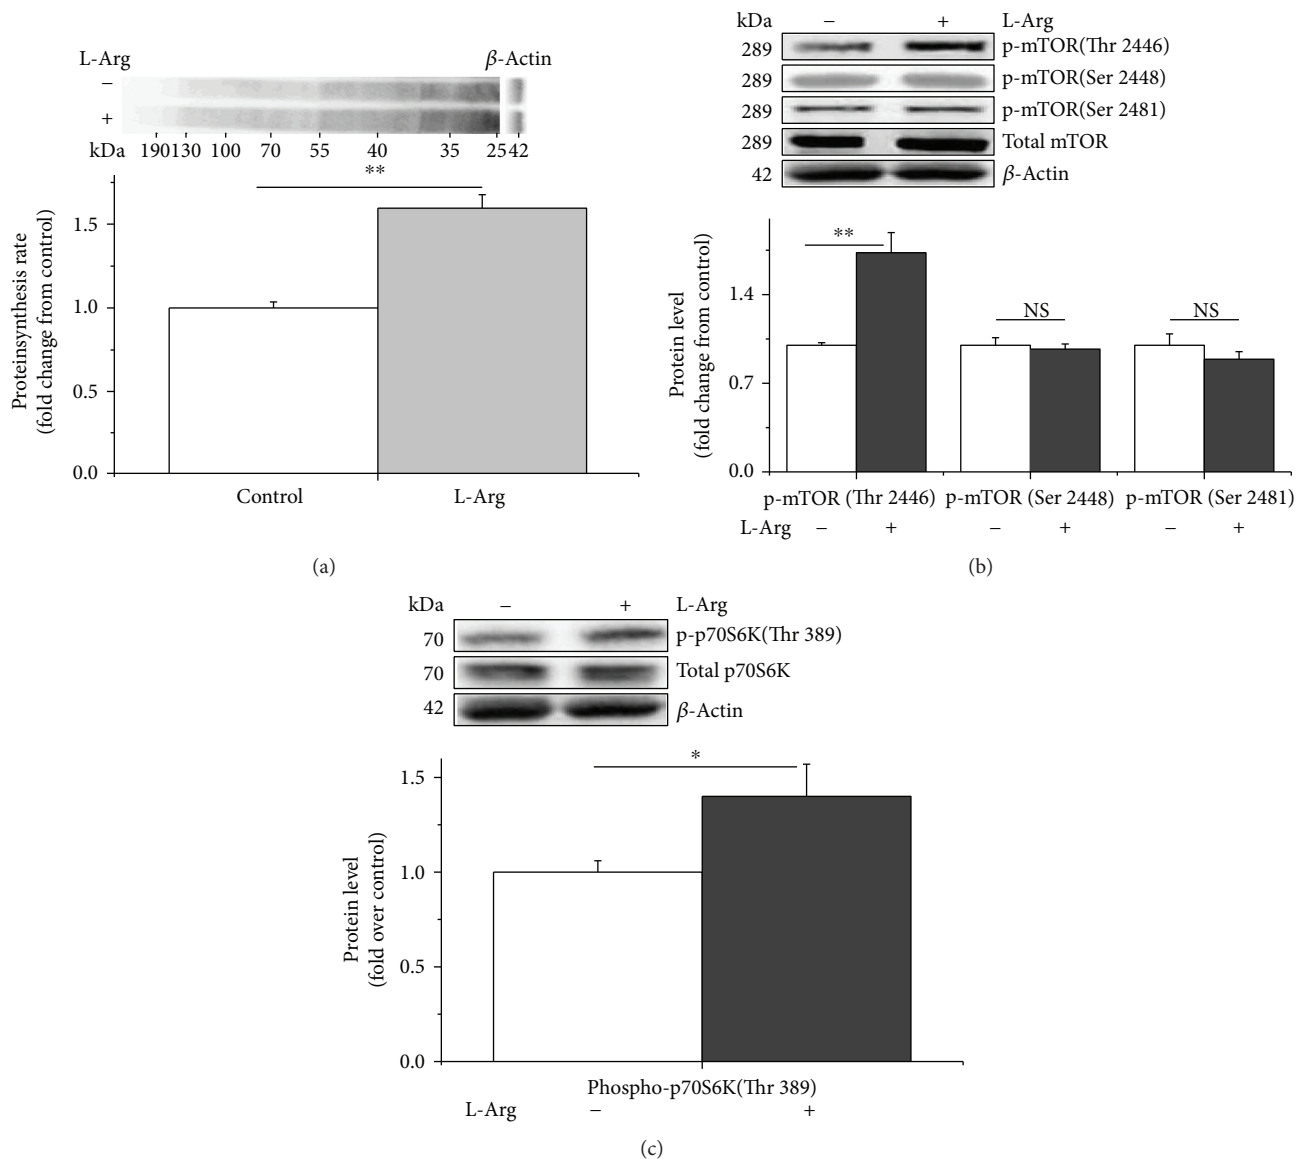 L-Arg
β-Actin
−
+
kDa 190 130 100 70 55 40 35 25 42
**
Proteinsynthesis rate
(fold change from control)
1.5
1.0
0.5
0.0
Control L-Arg
(a)
kDa − + L-Arg
289 p-mTOR(Thr 2446)
289 p-mTOR(Ser 2448)
289 p-mTOR(Ser 2481)
289 Total mTOR
42 β-Actin
Protein level
(fold change from control)
1.4
0.7
0.0
**
NS
NS
p-mTOR (Thr 2446) p-mTOR (Ser 2448) p-mTOR (Ser 2481)
L-Arg − + − + − +
(b)
kDa − + L-Arg
70 p-p70S6K(Thr 389)
70 Total p70S6K
42 β-Actin
*
Protein level
(fold over control)
1.5
1.0
0.5
0.0
Phospho-p70S6K(Thr 389)
L-Arg − +
(c)